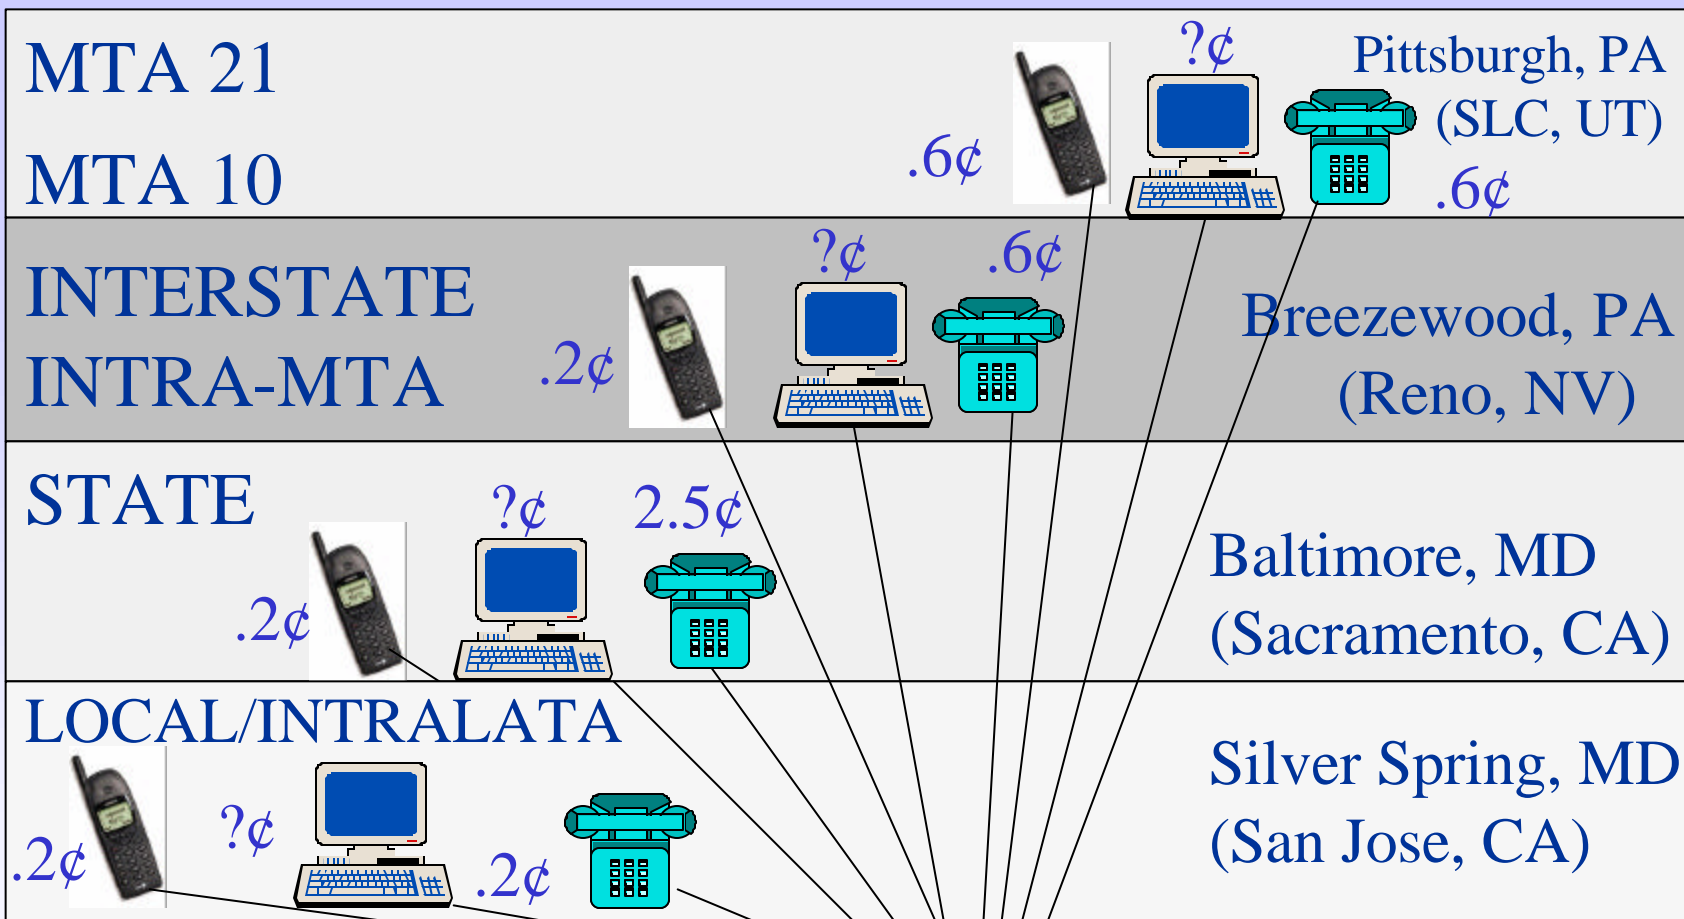 MTA 21
MTA 10
?¢
.6¢
.6¢
Pittsburgh, PA
(SLC, UT)
INTERSTATE
INTRA-MTA
.2¢
?¢
.6¢
Breezewood, PA
(Reno, NV)
STATE
.2¢
?¢
2.5¢
Baltimore, MD
(Sacramento, CA)
LOCAL/INTRALATA
.2¢
?¢
.2¢
Silver Spring, MD
(San Jose, CA)